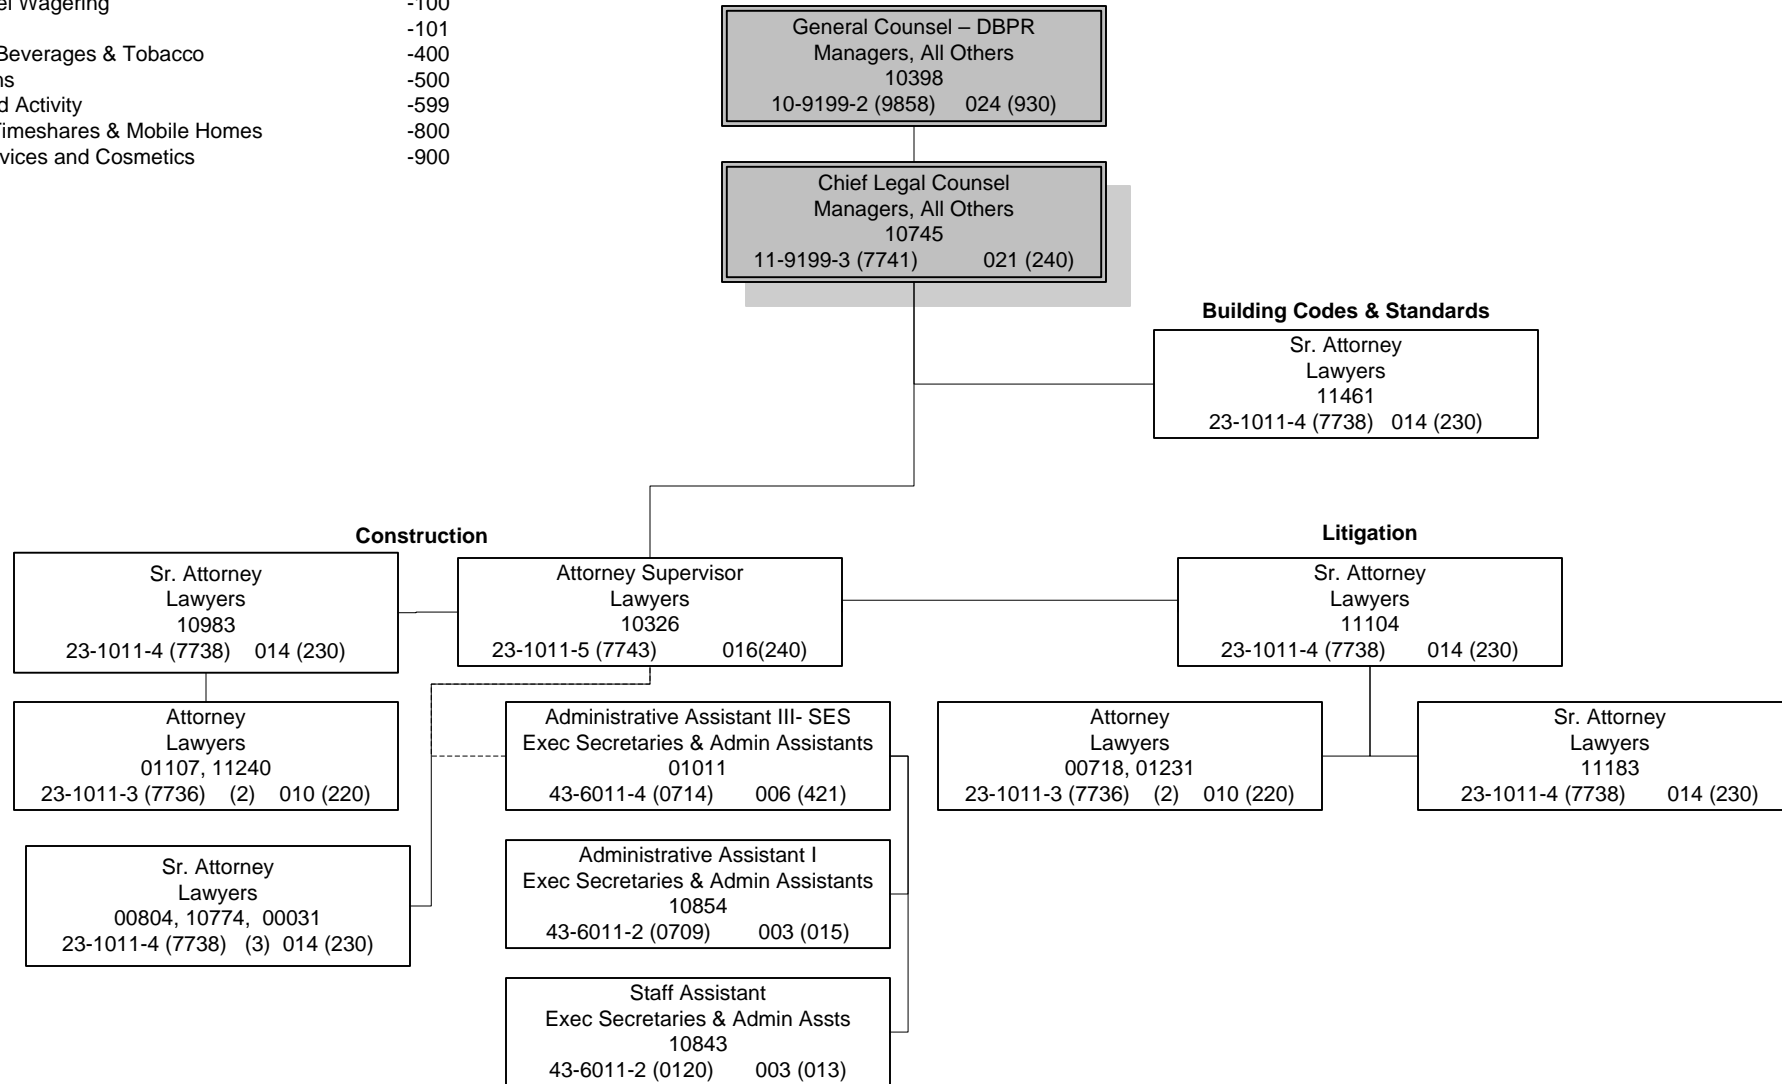 Wagering -100
-101
Beverages & Tobacco -400
-500
Activity -599
Timeshares & Mobile Homes -800
and Cosmetics -900
General Counsel – DBPR
Managers, All Others
10398
10-9199-2 (9858) 024 (930)
Chief Legal Counsel
Managers, All Others
10745
11-9199-3 (7741) 021 (240)
Building Codes & Standards
Sr. Attorney
Lawyers
11461
23-1011-4 (7738) 014 (230)
Construction
Sr. Attorney
Lawyers
10983
23-1011-4 (7738) 014 (230)
Attorney Supervisor
Lawyers
10326
23-1011-5 (7743) 016(240)
Litigation
Sr. Attorney
Lawyers
11104
23-1011-4 (7738) 014 (230)
Attorney
Lawyers
01107, 11240
23-1011-3 (7736) (2) 010 (220)
Administrative Assistant III- SES
Exec Secretaries & Admin Assistants
01011
43-6011-4 (0714) 006 (421)
Attorney
Lawyers
00718, 01231
23-1011-3 (7736) (2) 010 (220)
Sr. Attorney
Lawyers
11183
23-1011-4 (7738) 014 (230)
Sr. Attorney
Lawyers
00804, 10774, 00031
23-1011-4 (7738) (3) 014 (230)
Administrative Assistant I
Exec Secretaries & Admin Assistants
10854
43-6011-2 (0709) 003 (015)
Staff Assistant
Exec Secretaries & Admin Assts
10843
43-6011-2 (0120) 003 (013)